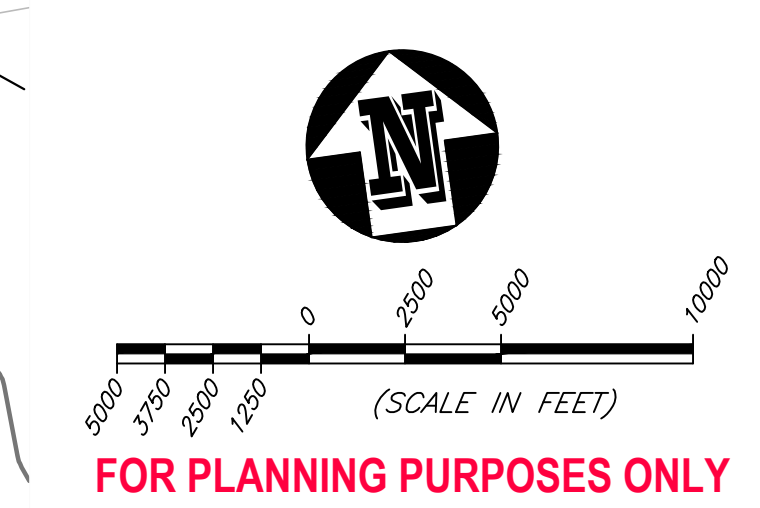 N
0 2500 5000 10000
5000 3750 2500 1250
(SCALE IN FEET)
FOR PLANNING PURPOSES ONLY